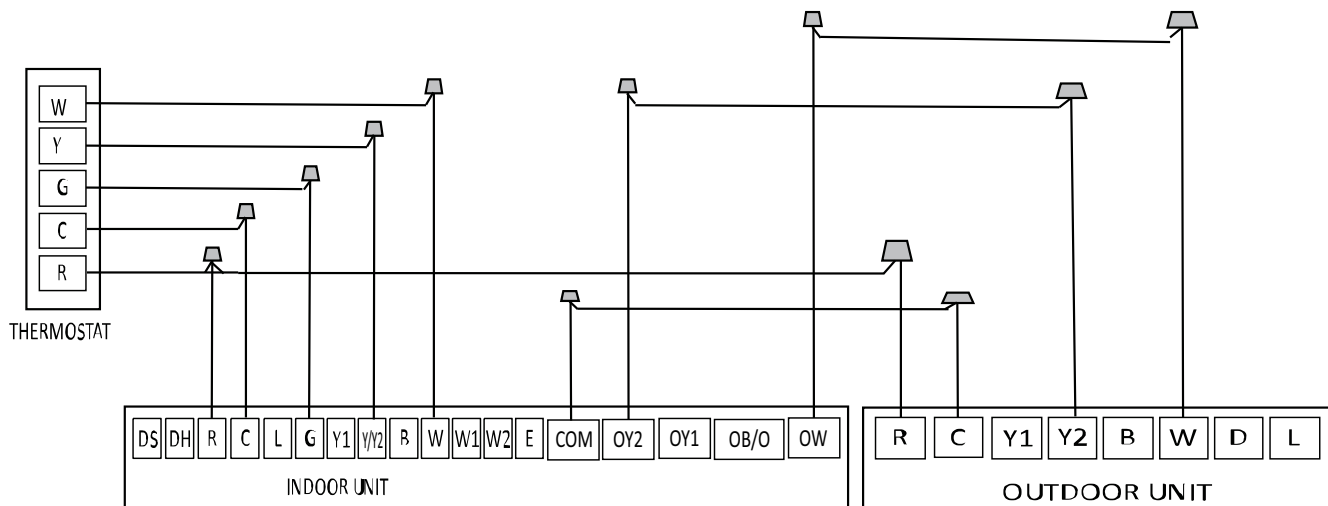 W
Y
G
C
R
THERMOSTAT
DS DH R C L G Y1 Y/Y2 B W W1 W2 E COM OY2 OY1 OB/O OW
INDOOR UNIT
R C Y1 Y2 B W D L
OUTDOOR UNIT